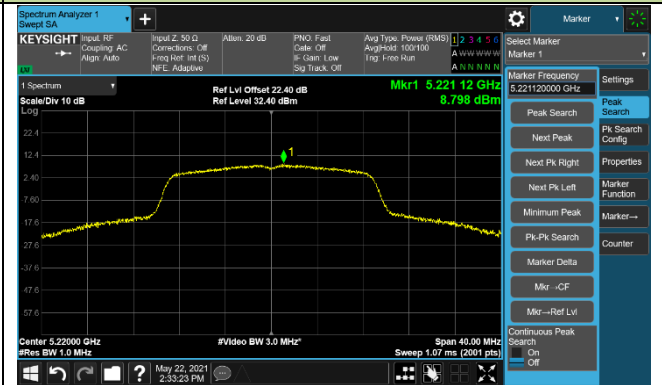 Spectrum Analyzer 1
Swept SA
Marker
KEYSIGHT
Input: RF
Coupling: AC
Align: Auto
Input Z: 50 Ω
Corrections: Off
Freq Ref: Int (S)
NFE: Adaptive
Atten: 20 dB
PNO: Fast
Gate: Off
IF Gain: Low
Sig Track: Off
Avg Type: Power (RMS)
Avg|Hold: 100/100
Trig: Free Run
1 2 3 4 5 6
A W W W W W
A N N N N N
LXI
Select Marker
Marker 1
1 Spectrum
Scale/Div 10 dB
Log
Ref Lvl Offset 22.40 dB
Ref Level 32.40 dBm
Mkr1 5.221 12 GHz
8.798 dBm
22.4
12.4
2.40
-7.60
-17.6
-27.6
-37.6
-47.6
-57.6
1
Center 5.22000 GHz
#Res BW 1.0 MHz
#Video BW 3.0 MHz*
Span 40.00 MHz
Sweep 1.07 ms (2001 pts)
Marker Frequency
5.221120000 GHz
Peak Search
Next Peak
Next Pk Right
Next Pk Left
Minimum Peak
Pk-Pk Search
Marker Delta
Mkr→CF
Mkr→Ref Lvl
Continuous Peak
Search
On
Off
Settings
Peak
Search
Pk Search
Config
Properties
Marker
Function
Marker→
Counter
May 22, 2021
2:33:23 PM